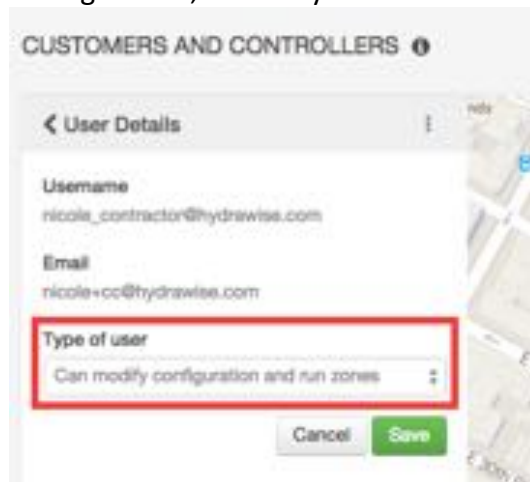 CUSTOMERS AND CONTROLLERS
User Details
Username
nicole_contractor@hydrawise.com
Email
nicole+cc@hydrawise.com
Type of user
Can modify configuration and run zones
Cancel Save